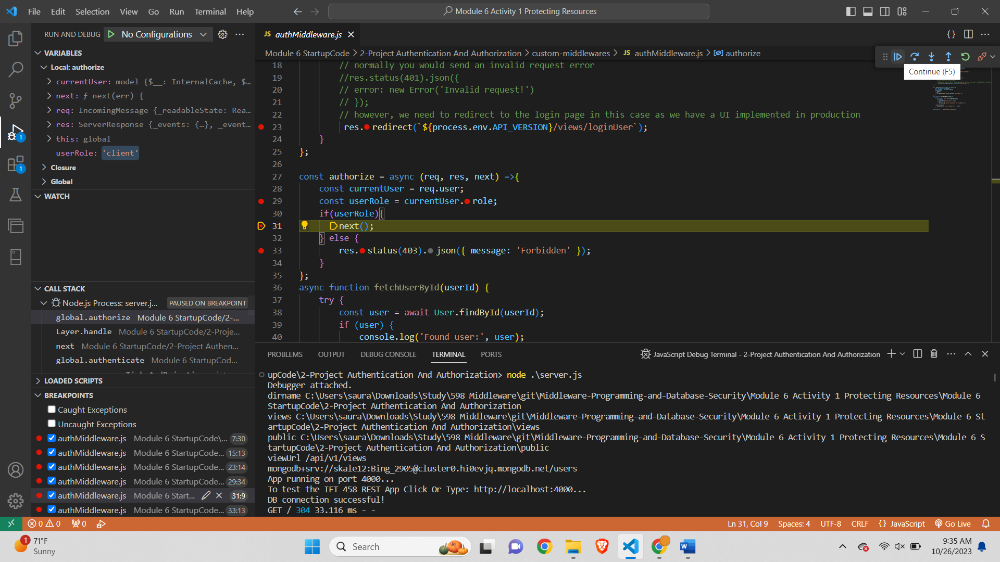 File Edit Selection View Go Run Terminal Help
Module 6 Activity 1 Protecting Resources
RUN AND DEBUG No Configurations
VARIABLES
Local: authorize
currentUser: model {$__: InternalCache, $…
next: ƒ next(err) {
req: IncomingMessage {_readableState: Rea…
res: ServerResponse {_events: {…}, _event…
this: global
userRole: 'client'
Closure
Global
WATCH
CALL STACK
Node.js Process: server.j... PAUSED ON BREAKPOINT
global.authorize Module 6 StartupCode/2-...
Layer.handle Module 6 StartupCode/2-Proje...
next Module 6 StartupCode/2-Project Authen...
global.authenticate Module 6 StartupCod...
LOADED SCRIPTS
BREAKPOINTS
Caught Exceptions
Uncaught Exceptions
authMiddleware.js Module 6 StartupCode\... 7:30
authMiddleware.js Module 6 StartupCode... 15:13
authMiddleware.js Module 6 StartupCode... 23:14
authMiddleware.js Module 6 StartupCode... 29:34
authMiddleware.js Module 6 Start... 31:9
authMiddleware.js Module 6 StartupCode... 33:13
JS authMiddleware.js
Module 6 StartupCode > 2-Project Authentication And Authorization > custom-middlewares > JS authMiddleware.js > authorize
Continue (F5)
18 // normally you would send an invalid request error
19 //res.status(401).json({
20 // error: new Error('Invalid request!')
21 // });
22 // however, we need to redirect to the login page in this case as we have a UI implemented in production
23 res.redirect(`${process.env.API_VERSION}/views/loginUser`);
24 }
25 };
26
27 const authorize = async (req, res, next) =>{
28 const currentUser = req.user;
29 const userRole = currentUser.role;
30 if(userRole){
31 next();
32 } else {
33 res.status(403).json({ message: 'Forbidden' });
34 }
35 };
36 async function fetchUserById(userId) {
37 try {
38 const user = await User.findById(userId);
39 if (user) {
40 console.log('Found user:', user);
PROBLEMS OUTPUT DEBUG CONSOLE TERMINAL PORTS
JavaScript Debug Terminal - 2-Project Authentication And Authorization
upCode\2-Project Authentication And Authorization> node .\server.js
Debugger attached.
dirname C:\Users\saura\Downloads\Study\598 Middleware\git\Middleware-Programming-and-Database-Security\Module 6 Activity 1 Protecting Resources\Module 6
StartupCode\2-Project Authentication And Authorization
views C:\Users\saura\Downloads\Study\598 Middleware\git\Middleware-Programming-and-Database-Security\Module 6 Activity 1 Protecting Resources\Module 6 St
artupCode\2-Project Authentication And Authorization\views
public C:\Users\saura\Downloads\Study\598 Middleware\git\Middleware-Programming-and-Database-Security\Module 6 Activity 1 Protecting Resources\Module 6 S
tartupCode\2-Project Authentication And Authorization\public
viewUrl /api/v1/views
mongodb+srv://skale12:Bing_2905@cluster0.hi0evjq.mongodb.net/users
App running on port 4000...
To test the IFT 458 REST App Click Or Type: http://localhost:4000...
DB connection successful!
GET / 304 33.116 ms - -
0 0 0
Ln 31, Col 9 Spaces: 4 UTF-8 CRLF {} JavaScript Go Live
1 71°F
Sunny
Search
9:35 AM
10/26/2023